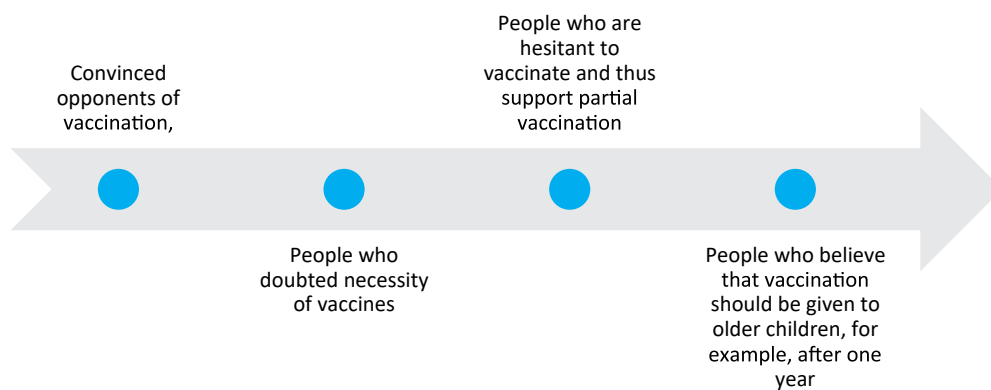 Convinced
opponents of
vaccination,
People who
doubted necessity
of vaccines
People who are
hesitant to
vaccinate and thus
support partial
vaccination
People who believe
that vaccination
should be given to
older children, for
example, after one
year